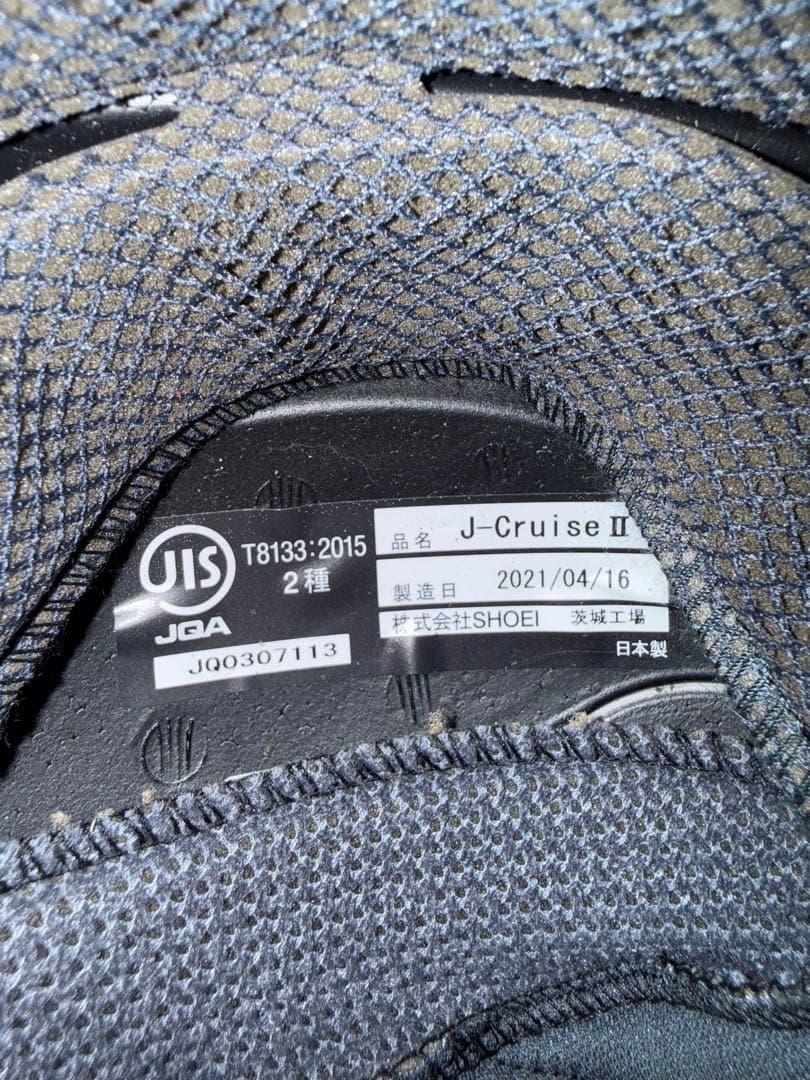 JIS
JQA
T8133:2015
2種
JQ0307113
品名 J-Cruise Ⅱ
製造日 2021/04/16
株式会社SHOEI 茨城工場
日本製